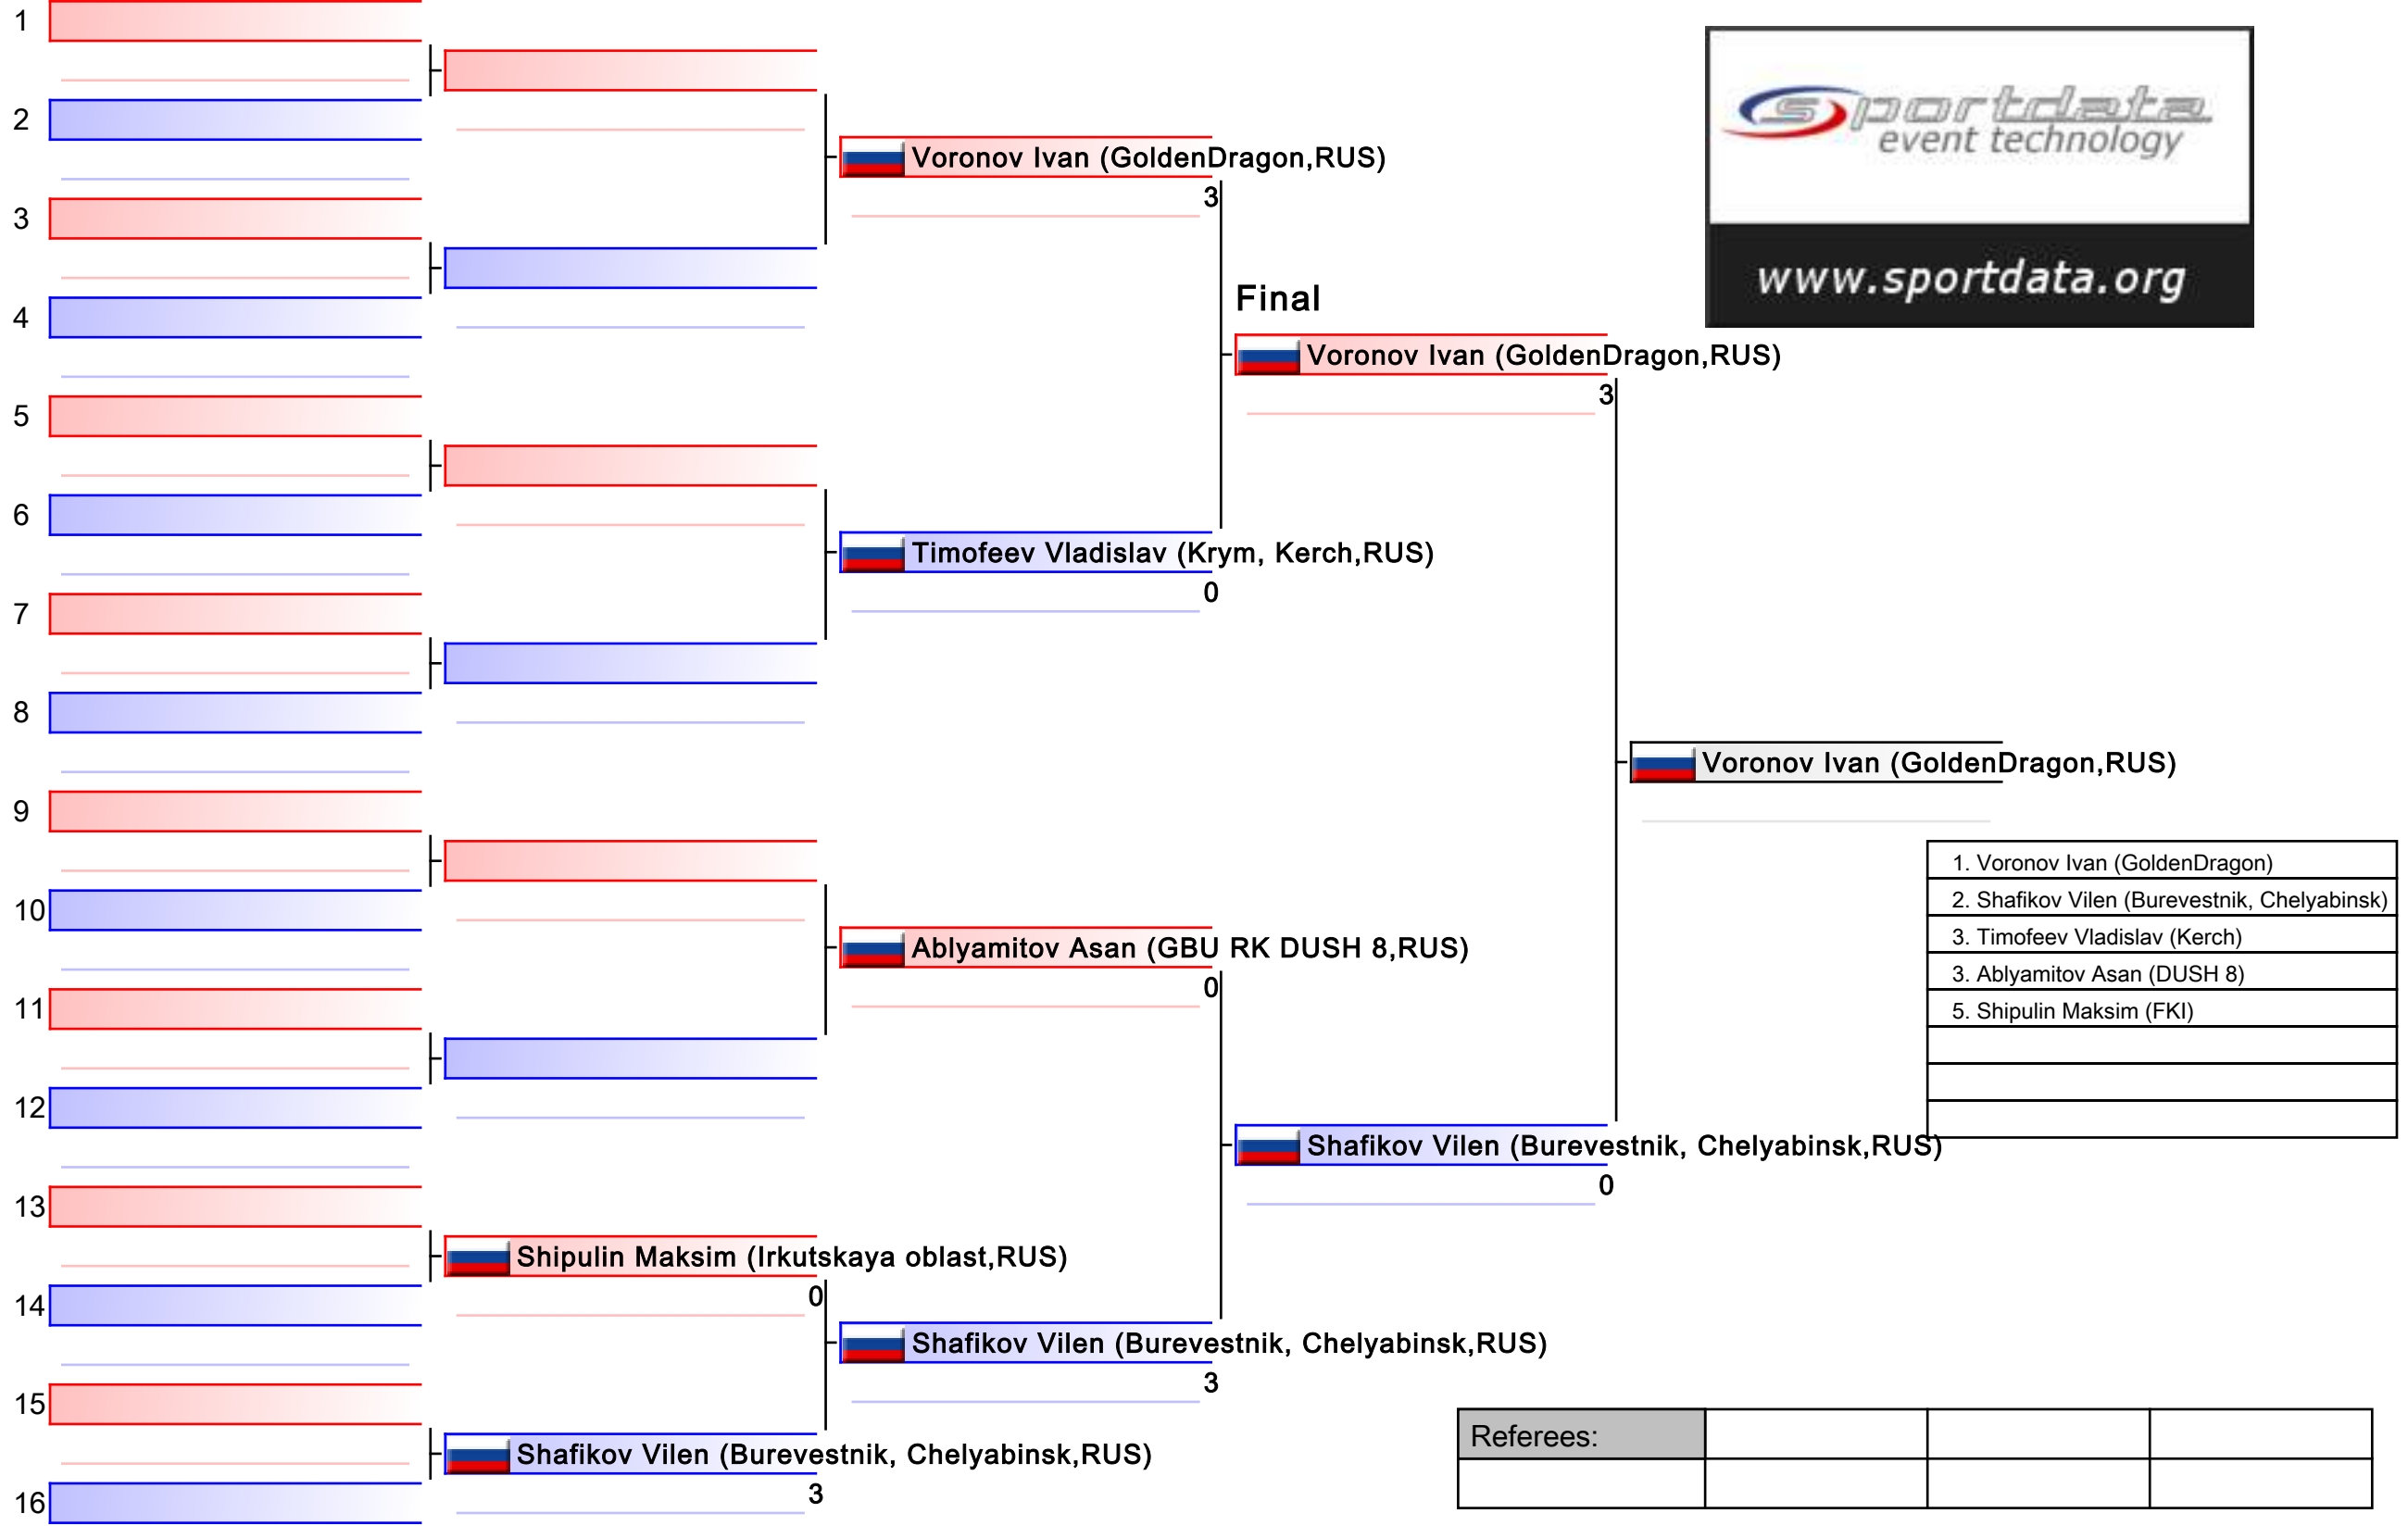 1
2
3
4
5
6
7
8
9
10
11
12
13
14
15
16
Shipulin Maksim (Irkutskaya oblast,RUS)
0
Shafikov Vilen (Burevestnik, Chelyabinsk,RUS)
3
Voronov Ivan (GoldenDragon,RUS)
3
Timofeev Vladislav (Krym, Kerch,RUS)
0
Ablyamitov Asan (GBU RK DUSH 8,RUS)
0
Shafikov Vilen (Burevestnik, Chelyabinsk,RUS)
3
Final
Voronov Ivan (GoldenDragon,RUS)
3
Shafikov Vilen (Burevestnik, Chelyabinsk,RUS)
0
Voronov Ivan (GoldenDragon,RUS)
sportdata
event technology
www.sportdata.org
1. Voronov Ivan (GoldenDragon)
2. Shafikov Vilen (Burevestnik, Chelyabinsk)
3. Timofeev Vladislav (Kerch)
3. Ablyamitov Asan (DUSH 8)
5. Shipulin Maksim (FKI)
Referees: